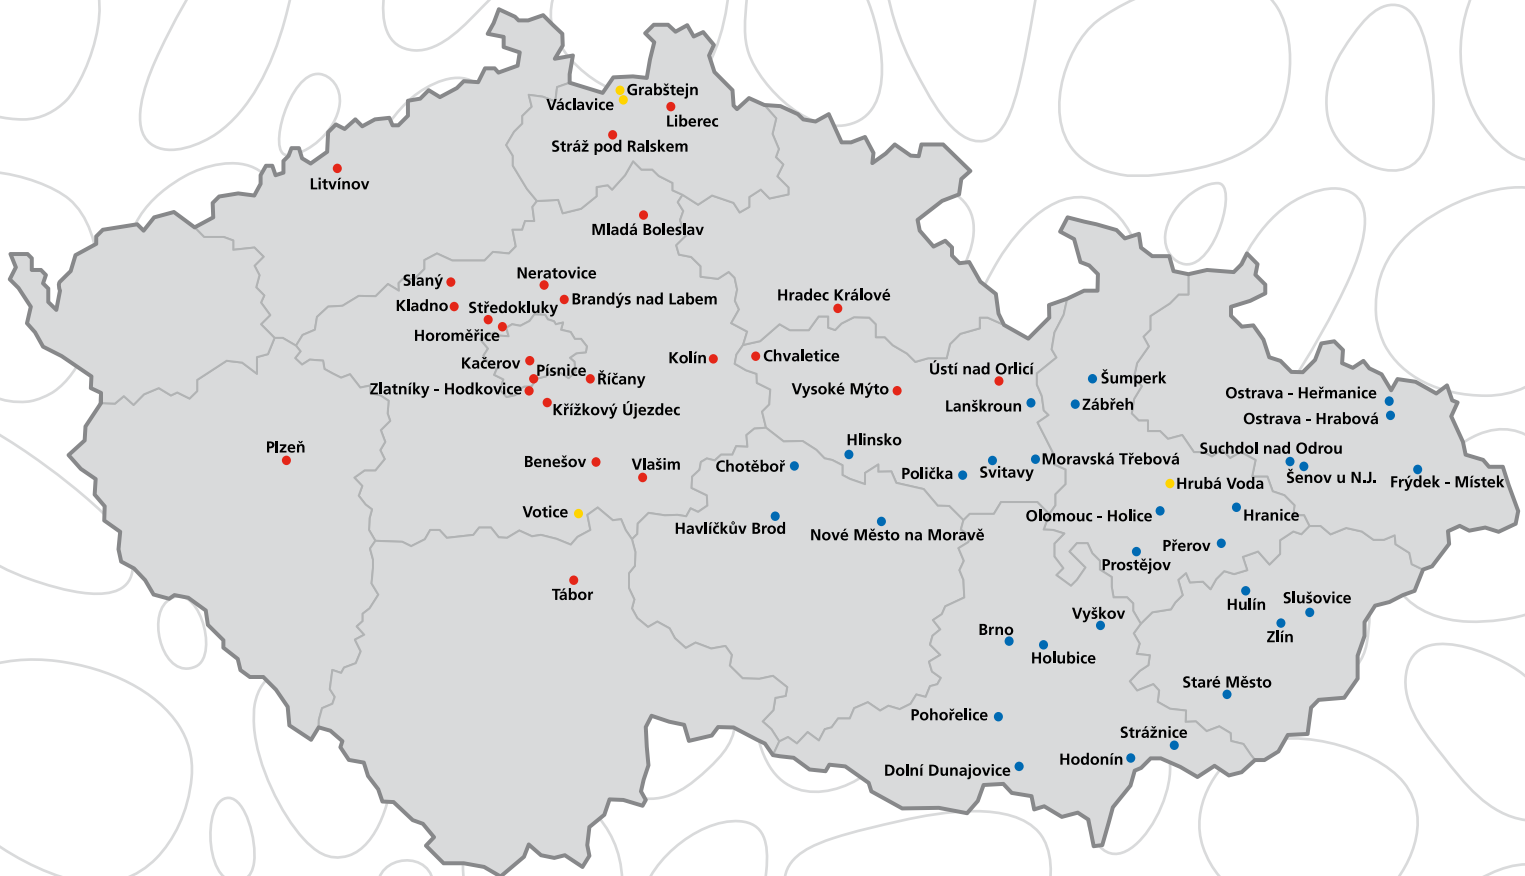 Grabštejn
Václavice
Liberec
Stráž pod Ralskem
Litvínov
Mladá Boleslav
Slaný
Neratovice
Kladno
Středokluky
Brandýs nad Labem
Hradec Králové
Horoměřice
Kačerov
Písnice
Říčany
Kolín
Chvaletice
Zlatníky - Hodkovice
Křížkový Újezdec
Vysoké Mýto
Ústí nad Orlicí
Lanškroun
Šumperk
Zábřeh
Ostrava - Heřmanice
Ostrava - Hrabová
Plzeň
Benešov
Vlašim
Chotěboř
Hlinsko
Polička
Svitavy
Moravská Třebová
Suchdol nad Odrou
Šenov u N.J.
Frýdek - Místek
Hrubá Voda
Votice
Havlíčkův Brod
Nové Město na Moravě
Olomouc - Holice
Hranice
Přerov
Prostějov
Tábor
Hulín
Slušovice
Zlín
Vyškov
Brno
Holubice
Staré Město
Pohořelice
Strážnice
Hodonín
Dolní Dunajovice